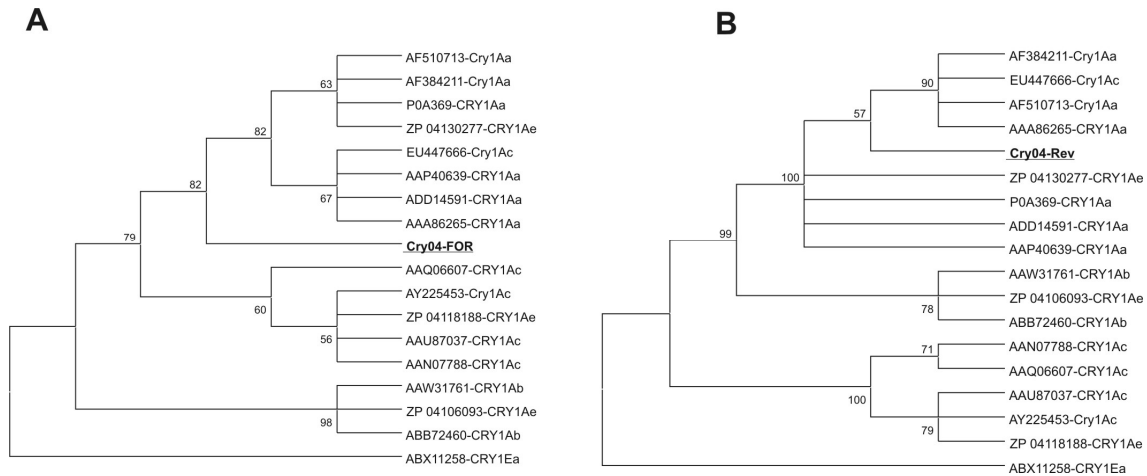 A
AF510713-Cry1Aa
63
AF384211-Cry1Aa
P0A369-CRY1Aa
82
ZP 04130277-CRY1Ae
EU447666-Cry1Ac
82
AAP40639-CRY1Aa
67
ADD14591-CRY1Aa
AAA86265-CRY1Aa
79
Cry04-FOR
AAQ06607-CRY1Ac
60
AY225453-Cry1Ac
ZP 04118188-CRY1Ae
56
AAU87037-CRY1Ac
AAN07788-CRY1Ac
AAW31761-CRY1Ab
98
ZP 04106093-CRY1Ae
ABB72460-CRY1Ab
ABX11258-CRY1Ea
B
AF384211-Cry1Aa
90
EU447666-Cry1Ac
AF510713-Cry1Aa
57
AAA86265-CRY1Aa
Cry04-Rev
100
ZP 04130277-CRY1Ae
P0A369-CRY1Aa
ADD14591-CRY1Aa
99
AAP40639-CRY1Aa
AAW31761-CRY1Ab
78
ZP 04106093-CRY1Ae
ABB72460-CRY1Ab
71
AAN07788-CRY1Ac
AAQ06607-CRY1Ac
100
AAU87037-CRY1Ac
AY225453-Cry1Ac
79
ZP 04118188-CRY1Ae
ABX11258-CRY1Ea